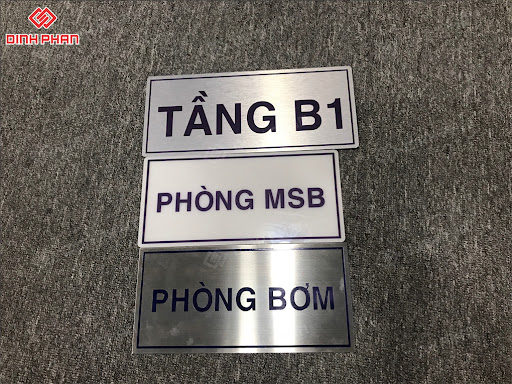 DINH PHAN
TẦNG B1
PHÒNG MSB
PHÒNG BƠM